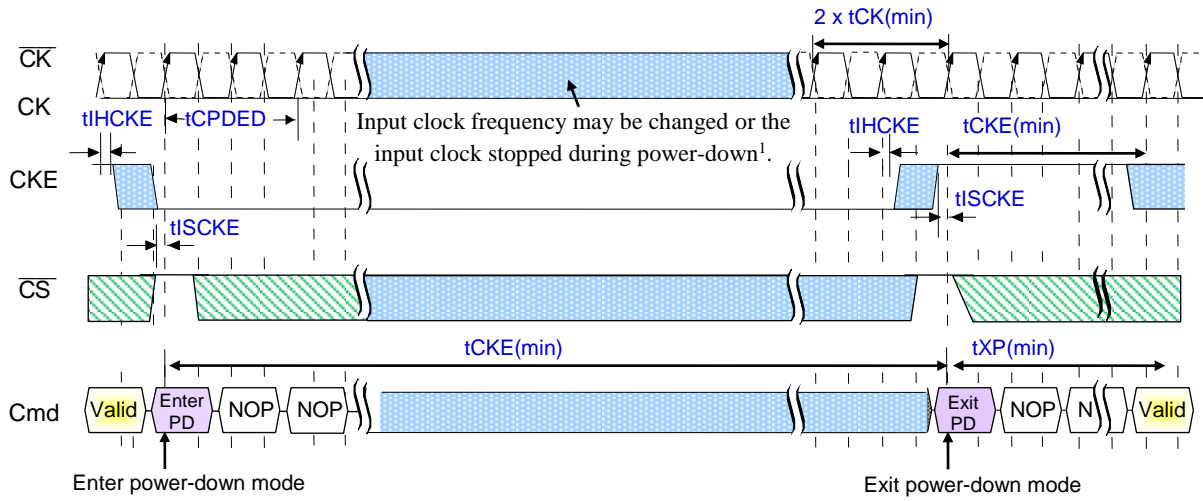 2 x tCK(min)
CK
CK
tIHCKE
tCPDED
Input clock frequency may be changed or the
input clock stopped during power-down1.
tIHCKE
tCKE(min)
CKE
tISCKE
tISCKE
CS
tCKE(min)
tXP(min)
Cmd
Valid
Enter
PD
NOP
NOP
Exit
PD
NOP
N
Valid
Enter power-down mode
Exit power-down mode